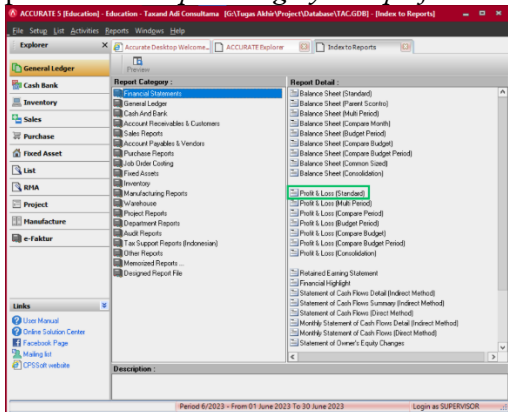 ACCURATE 5 [Education] - [Education - Taxand Adi Consultama (G:\Tugas Akhir\Project\Database\TAC.GDB] - [Index to Reports]
File Setup List Activities Reports Windows Help
Explorer
Accurate Desktop Welcome...
ACCURATE Explorer
Index to Reports
General Ledger
Cash Bank
Inventory
Sales
Purchase
Fixed Asset
List
RMA
Project
Manufacture
e-Faktur
Links
User Manual
Online Solution Center
Facebook Page
Mailing list
CPSSoft website
Preview
Report Category :
Financial Statements
General Ledger
Cash And Bank
Account Receivables & Customers
Sales Reports
Account Payables & Vendors
Purchase Reports
Job Order Costing
Fixed Assets
Inventory
Manufacturing Reports
Warehouse
Project Reports
Department Reports
Audit Reports
Tax Support Reports (Indonesian)
Other Reports
Memorized Reports ...
Designed Report File
Report Detail :
Balance Sheet (Standard)
Balance Sheet (Parent Scontro)
Balance Sheet (Multi Period)
Balance Sheet (Compare Month)
Balance Sheet (Budget Period)
Balance Sheet (Compare Budget)
Balance Sheet (Compare Budget Period)
Balance Sheet (Common Sized)
Balance Sheet (Consolidation)
Profit & Loss (Standard)
Profit & Loss (Multi Period)
Profit & Loss (Compare Period)
Profit & Loss (Budget Period)
Profit & Loss (Compare Budget)
Profit & Loss (Compare Budget Period)
Profit & Loss (Consolidation)
Retained Earning Statement
Financial Highlight
Statement of Cash Flows Detail (Indirect Method)
Statement of Cash Flows Summary (Indirect Method)
Statement of Cash Flows (Direct Method)
Monthly Statement of Cash Flows Detail (Indirect Method)
Monthly Statement of Cash Flows (Direct Method)
Statement of Owner's Equity Changes
Description :
Period 6/2023 - From 01 June 2023 To 30 June 2023
Login as SUPERVISOR